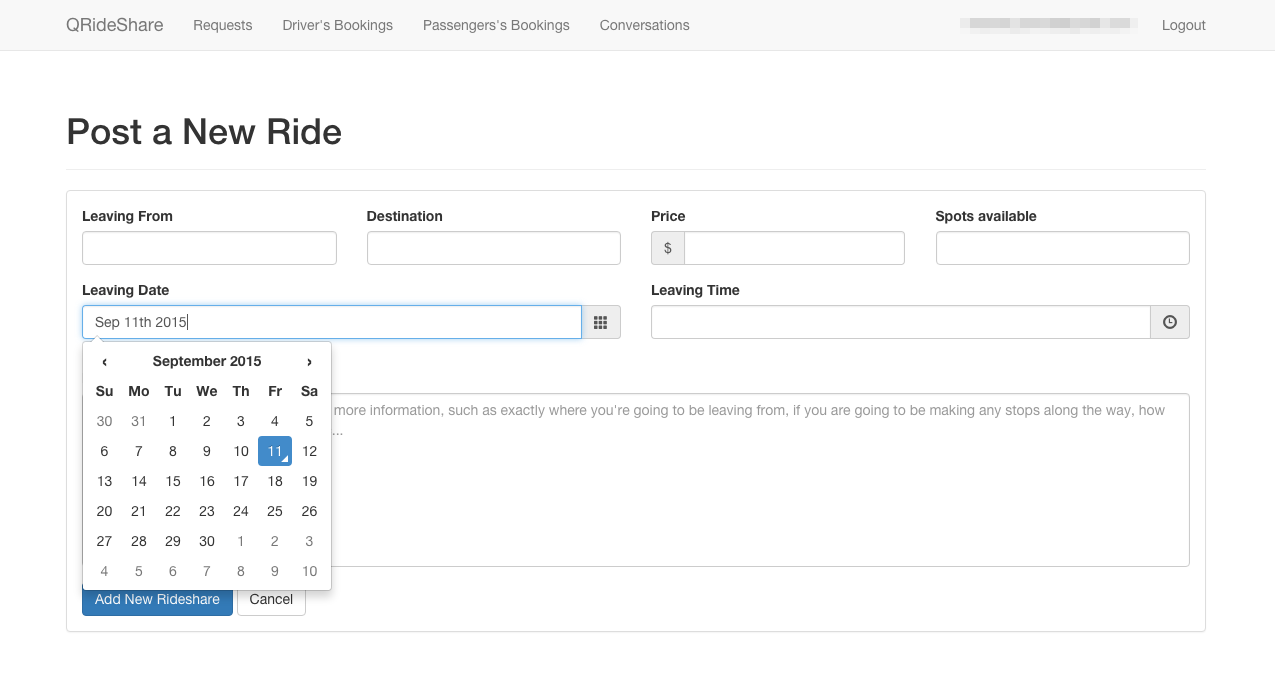 QRideShare Requests Driver's Bookings Passengers's Bookings Conversations Logout
Post a New Ride
Leaving From Destination Price Spots available
$
Leaving Date Leaving Time
Sep 11th 2015
‹ September 2015 ›
Su Mo Tu We Th Fr Sa
30 31 1 2 3 4 5
more information, such as exactly where you're going to be leaving from, if you are going to be making any stops along the way, how
...
6 7 8 9 10 11 12
13 14 15 16 17 18 19
20 21 22 23 24 25 26
27 28 29 30 1 2 3
4 5 6 7 8 9 10
Add New Rideshare Cancel